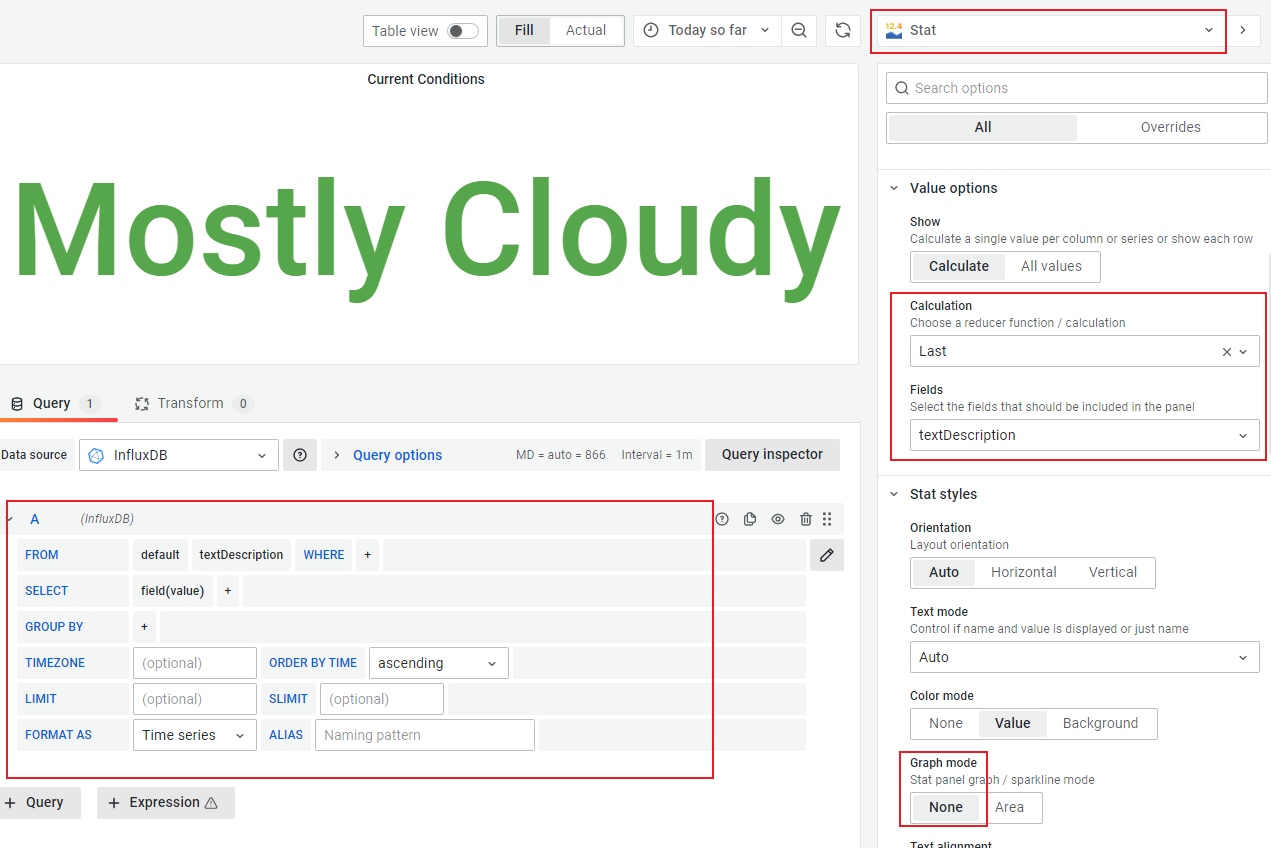 Table view
Fill
Actual
Today so far
12.4
Stat
Current Conditions
Mostly Cloudy
Search options
All
Overrides
Value options
Show
Calculate a single value per column or series or show each row
Calculate
All values
Calculation
Choose a reducer function / calculation
Last
Fields
Select the fields that should be included in the panel
textDescription
Stat styles
Orientation
Layout orientation
Auto
Horizontal
Vertical
Text mode
Control if name and value is displayed or just name
Auto
Color mode
None
Value
Background
Graph mode
Stat panel graph / sparkline mode
None
Area
Text alignment
Query 1
Transform 0
Data source
InfluxDB
Query options
MD = auto = 866
Interval = 1m
Query inspector
A (InfluxDB)
FROM default textDescription WHERE +
SELECT field(value) +
GROUP BY +
TIMEZONE (optional) ORDER BY TIME ascending
LIMIT (optional) SLIMIT (optional)
FORMAT AS Time series ALIAS Naming pattern
+ Query
+ Expression